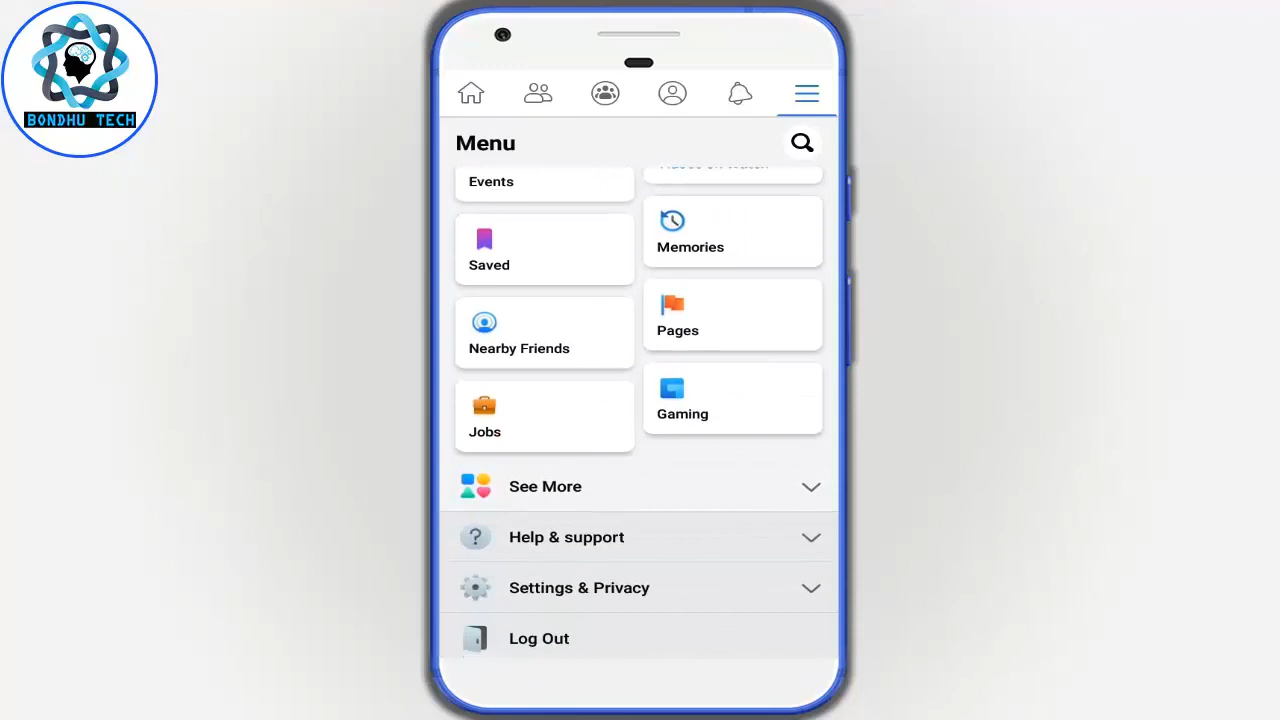 BONDHU TECH
Menu
Events
Memories
Saved
Pages
Nearby Friends
Gaming
Jobs
See More
Help & support
Settings & Privacy
Log Out